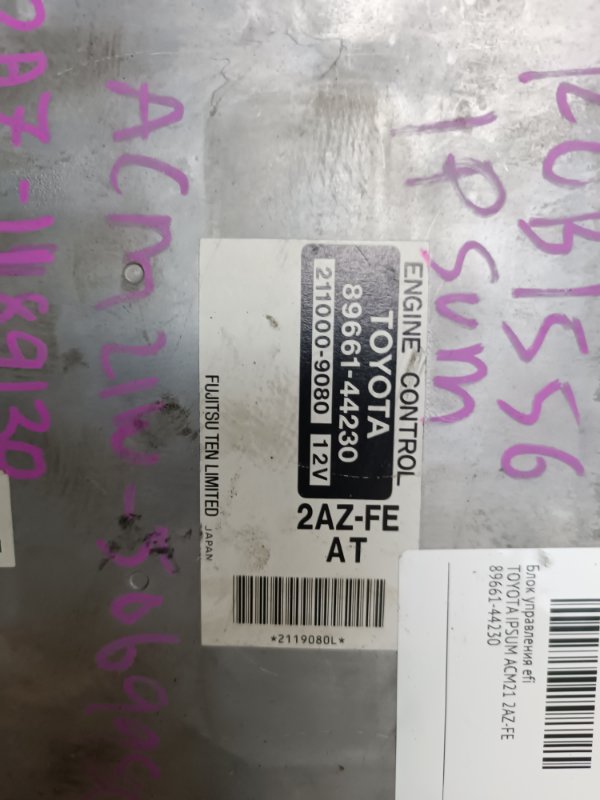 120B1556
IPSUM
ENGINE CONTROL
TOYOTA
89661-44230
211000-9080 12V
2AZ-FE
AT
FUJITSU TEN LIMITED JAPAN
*2119080L*
Блок управления efi
TOYOTA IPSUM ACM21 2AZ-FE
89661-44230